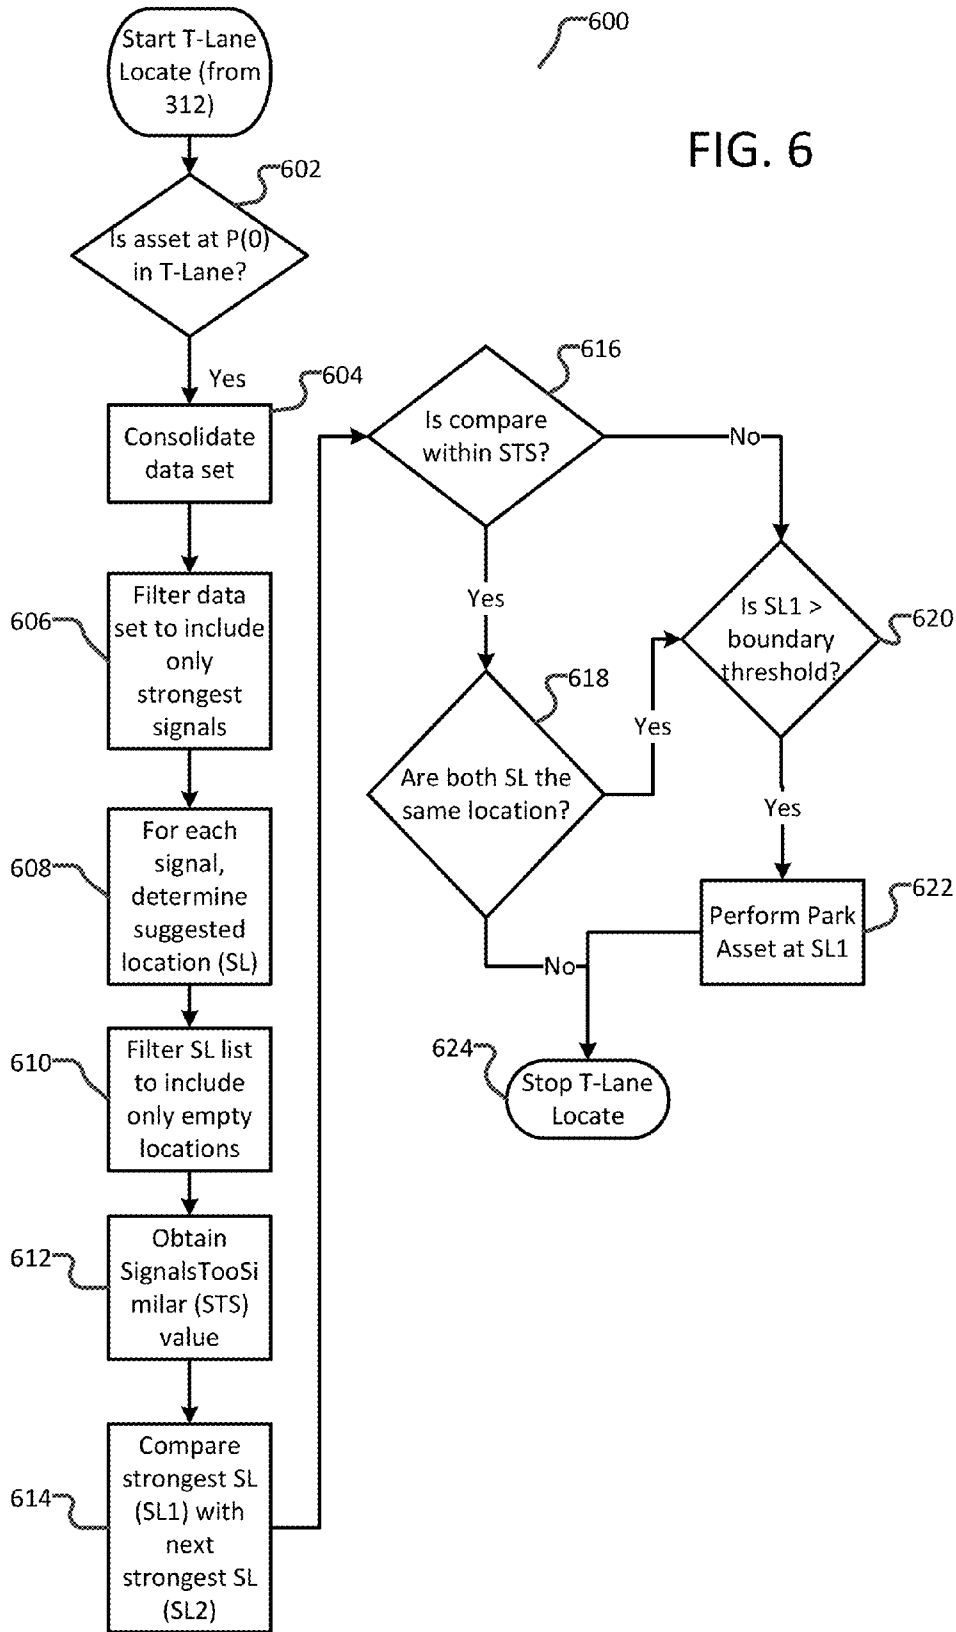 Start T-Lane
Locate (from
312)
600
FIG. 6
602
Is asset at P(0)
in T-Lane?
Yes
604
Consolidate
data set
606
Filter data
set to include
only
strongest
signals
608
For each
signal,
determine
suggested
location (SL)
610
Filter SL list
to include
only empty
locations
612
Obtain
SignalsTooSi
milar (STS)
value
614
Compare
strongest SL
(SL1) with
next
strongest SL
(SL2)
616
Is compare
within STS?
No
Yes
618
Are both SL the
same location?
Yes
No
620
Is SL1 >
boundary
threshold?
Yes
622
Perform Park
Asset at SL1
624
Stop T-Lane
Locate